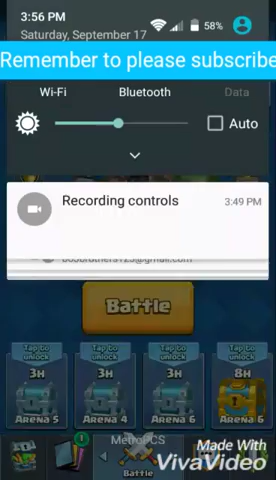 3:56 PM
58%
Saturday, September 17
Remember to please subscribe
Wi-Fi
Bluetooth
Data
Auto
Recording controls
3:49 PM
Battle
Tap to unlock
Tap to unlock
Tap to unlock
Tap to unlock
3H
3H
3H
8H
Arena 5
Arena 4
Arena 6
Arena 6
1
MetroPCS
Battle
Made With
VivaVideo